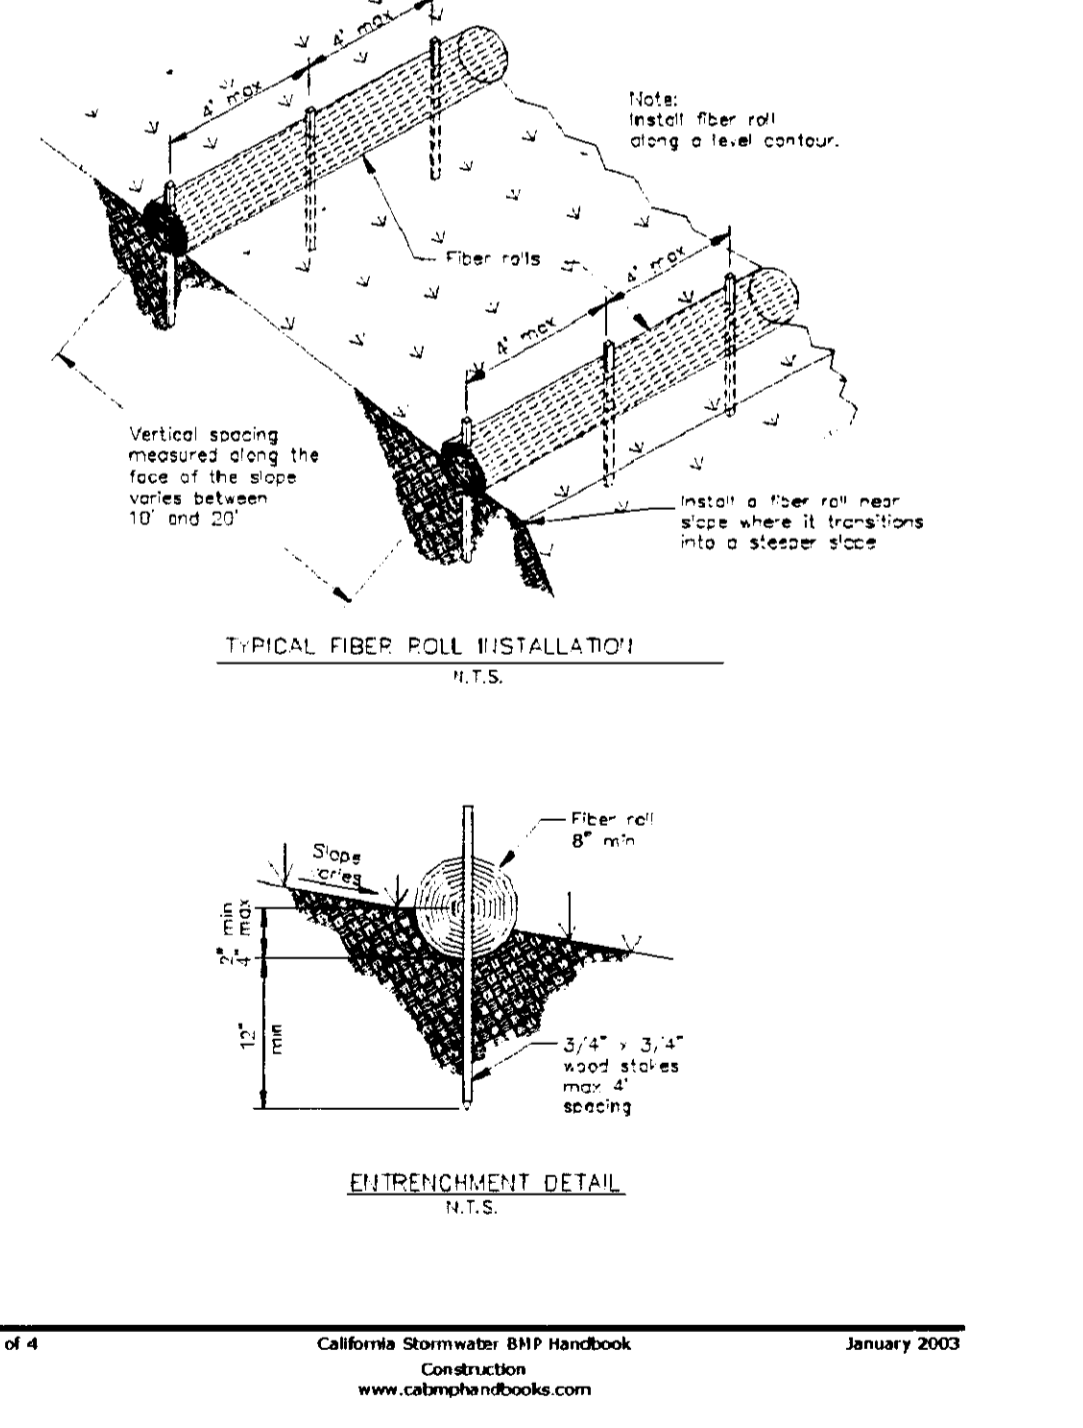 4' max
4' max
Note:
Install fiber roll
along a level contour.
Fiber rolls
4' max
4' max
Vertical spacing
measured along the
face of the slope
varies between
10' and 20'
Install a fiber roll near
slope where it transitions
into a steeper slope
TYPICAL FIBER ROLL INSTALLATION
N.T.S.
Fiber roll
8" min
Slope
varies
2" min
4" max
12"
min
3/4" x 3/4"
wood stakes
max 4'
spacing
ENTRENCHMENT DETAIL
N.T.S.
of 4 California Stormwater BMP Handbook January 2003
Construction
www.cabmphandbooks.com